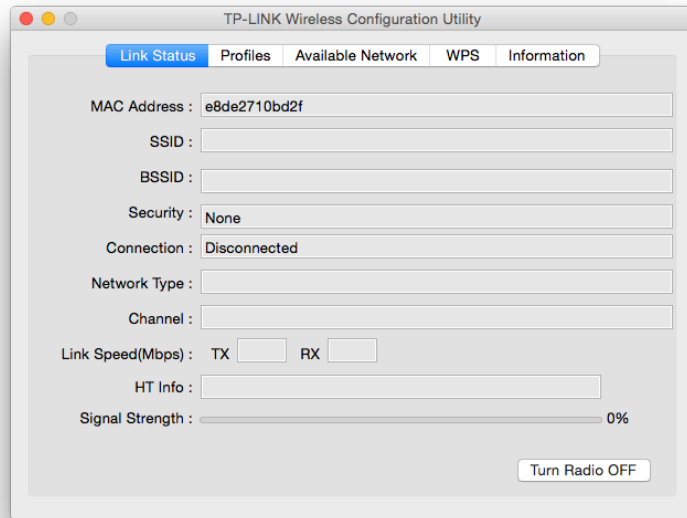 TP-LINK Wireless Configuration Utility
Link Status Profiles Available Network WPS Information
MAC Address : e8de2710bd2f
SSID :
BSSID :
Security : None
Connection : Disconnected
Network Type :
Channel :
Link Speed(Mbps) : TX RX
HT Info :
Signal Strength : 0%
Turn Radio OFF